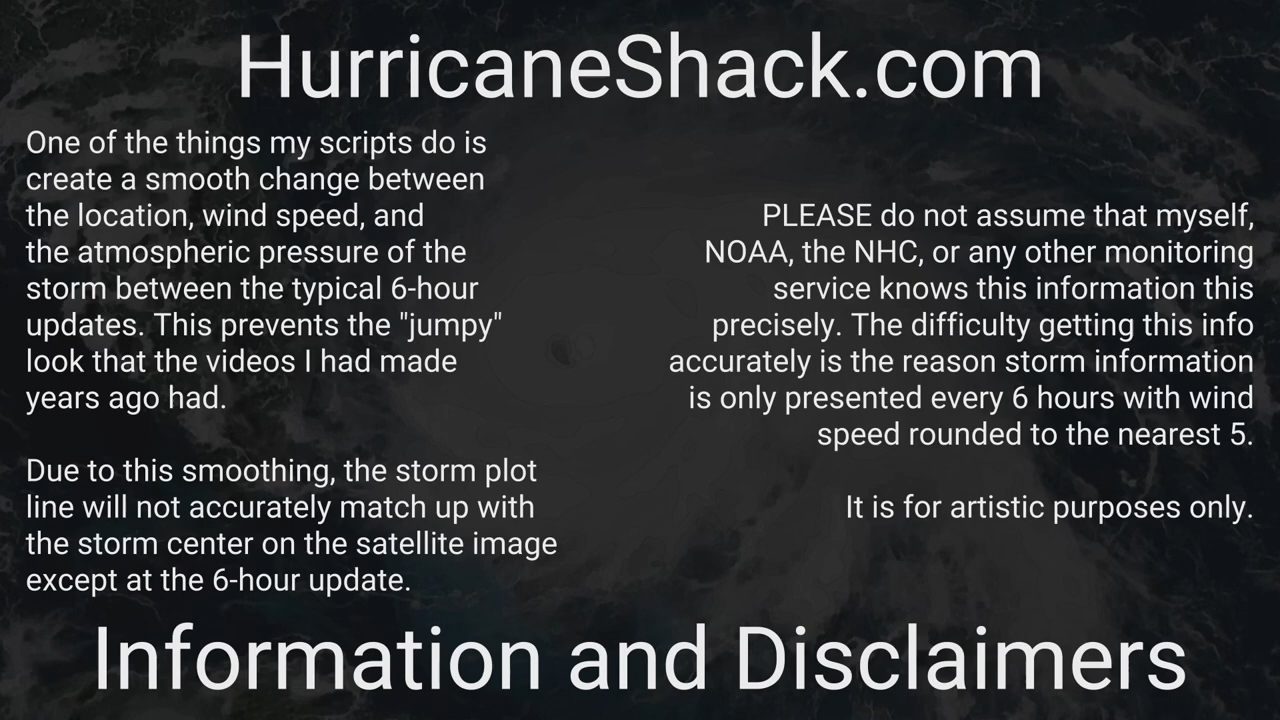 HurricaneShack.com
One of the things my scripts do is
create a smooth change between
the location, wind speed, and
the atmospheric pressure of the
storm between the typical 6-hour
updates. This prevents the "jumpy"
look that the videos I had made
years ago had.
Due to this smoothing, the storm plot
line will not accurately match up with
the storm center on the satellite image
except at the 6-hour update.
PLEASE do not assume that myself,
NOAA, the NHC, or any other monitoring
service knows this information this
precisely. The difficulty getting this info
accurately is the reason storm information
is only presented every 6 hours with wind
speed rounded to the nearest 5.
It is for artistic purposes only.
Information and Disclaimers